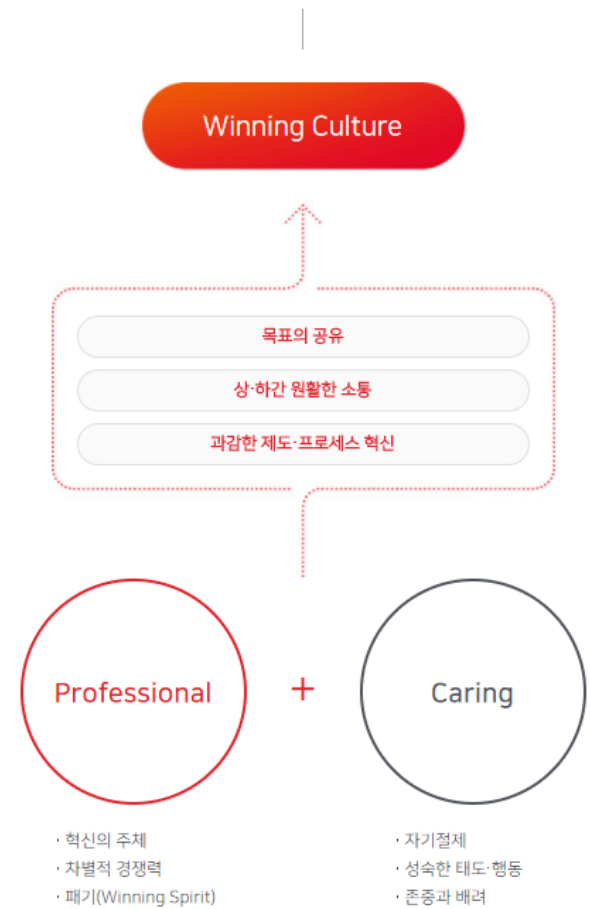 Winning Culture
목표의 공유
상·하간 원활한 소통
과감한 제도·프로세스 혁신
Professional
+
Caring
· 혁신의 주체
· 차별적 경쟁력
· 패기(Winning Spirit)
· 자기절제
· 성숙한 태도·행동
· 존중과 배려